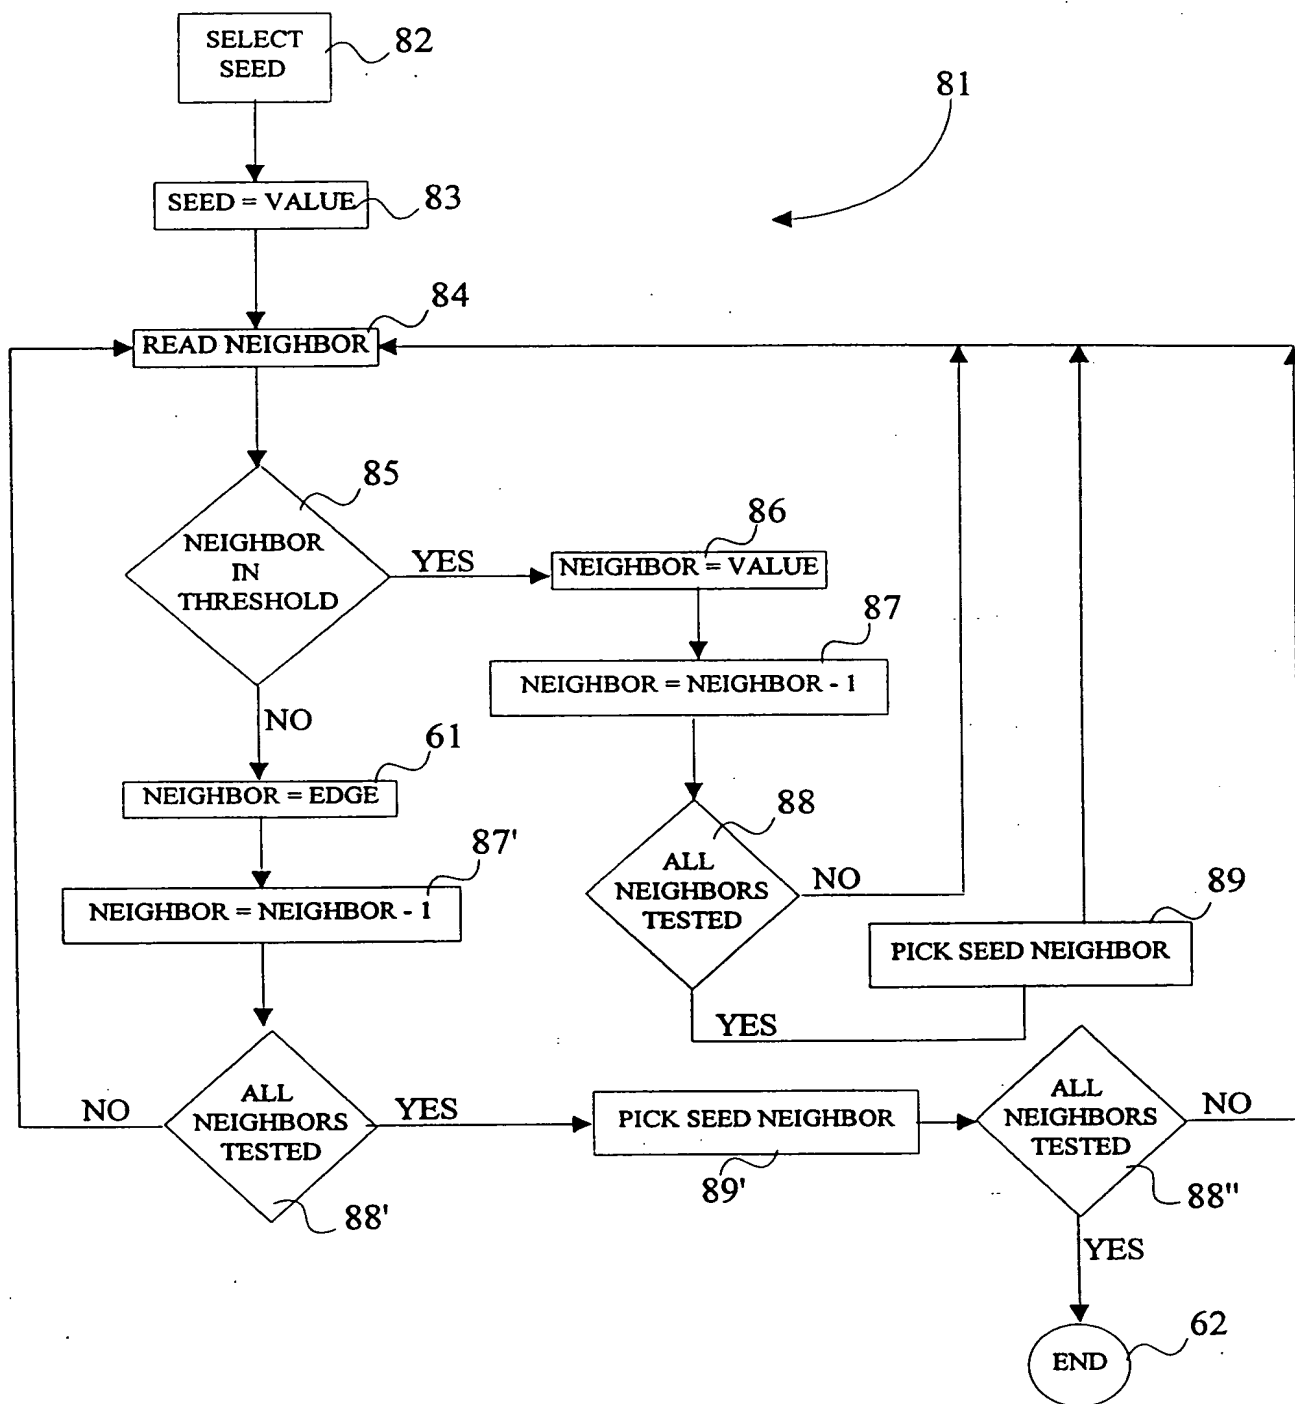 SELECT
SEED
82
81
SEED = VALUE
83
84
READ NEIGHBOR
85
NEIGHBOR
IN
THRESHOLD
YES
86
NEIGHBOR = VALUE
87
NEIGHBOR = NEIGHBOR - 1
NO
61
NEIGHBOR = EDGE
88
ALL
NEIGHBORS
TESTED
NO
87'
NEIGHBOR = NEIGHBOR - 1
89
PICK SEED NEIGHBOR
YES
ALL
NEIGHBORS
TESTED
NO
YES
88'
PICK SEED NEIGHBOR
89'
ALL
NEIGHBORS
TESTED
NO
88"
YES
62
END